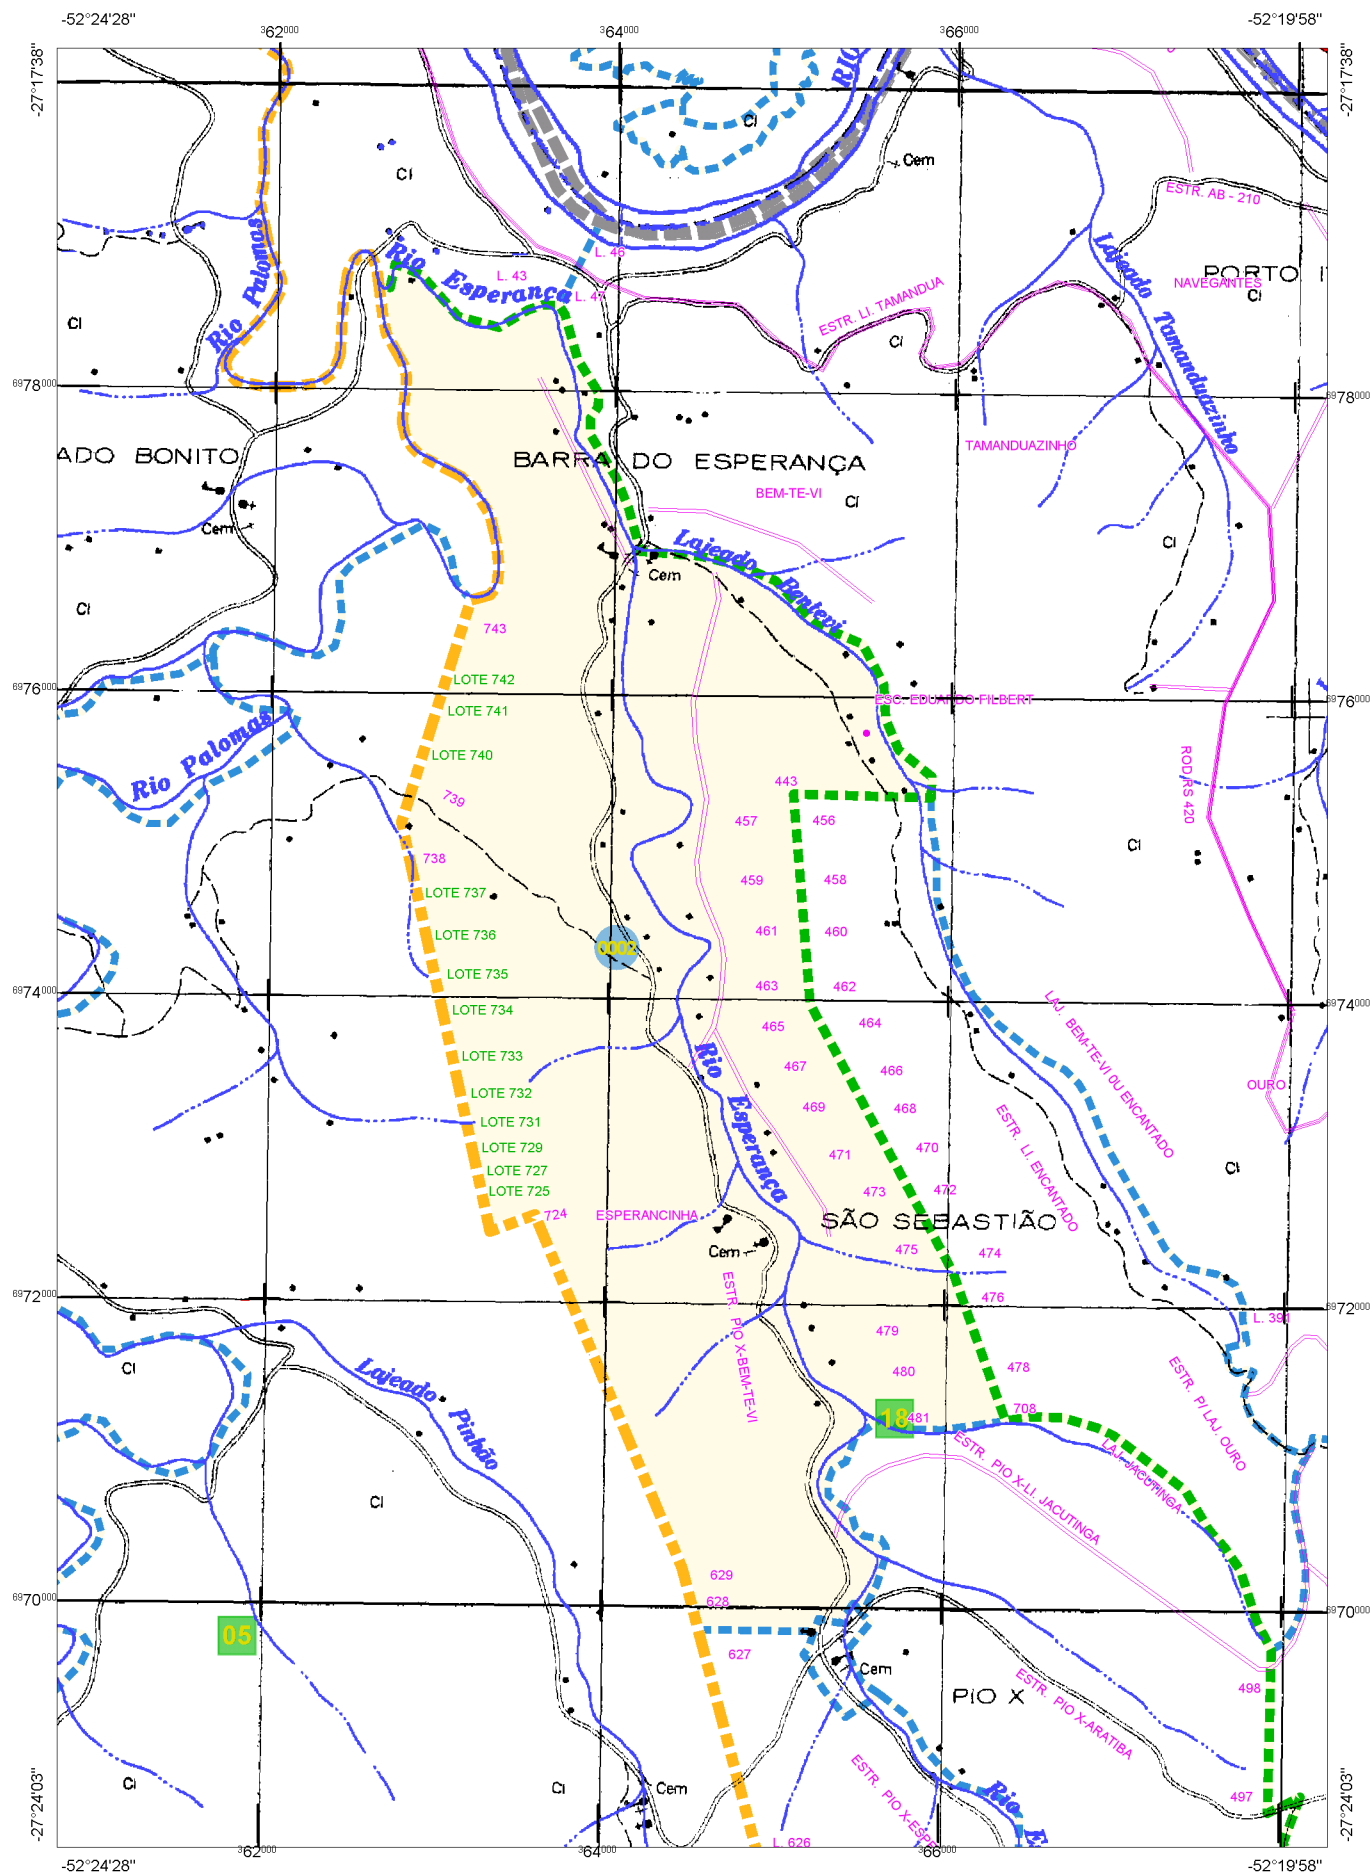 -52°24'28"
-52°19'58"
362000
364000
366000
-27°17'38"
-27°17'38"
RIO
Cl
Cem
Cl
ESTR. AB - 210
Rio Palomas
Rio Esperança
L. 46
L. 43
L. 47
Lajeado Tamanduazinho
PORTO
NAVEGANTES
Cl
ESTR. LI. TAMANDUA
Cl
Cl
6978000
6978000
ADO BONITO
BARRA DO ESPERANÇA
TAMANDUAZINHO
BEM-TE-VI
Cl
Cem
Cl
Lajeado Bentevi
Cem
Cl
743
LOTE 742
6976000
6976000
ESC. EDUARDO FILBERT
LOTE 741
Rio Palomas
LOTE 740
ROD/RS 420
739
443
457
456
738
Cl
459
458
LOTE 737
461
460
LOTE 736
0002
LOTE 735
463
462
6974000
6974000
LOTE 734
465
464
LAJ. BEM-TE-VI 0U ENCANTADO
Rio Esperança
LOTE 733
467
466
OURO
LOTE 732
469
468
ESTR. LI. ENCANTADO
LOTE 731
LOTE 729
471
470
LOTE 727
Cl
LOTE 725
473
472
724
ESPERANCINHA
SÃO SEBASTIÃO
Cem
475
474
ESTR. PIO X-BEM-TE-VI
476
6972000
6972000
L. 391
479
Cl
Lajeado Pinhão
480
478
ESTR. P/ LAJ. OURO
18
481
708
ESTR. PIO X-LI. JACUTINGA
LAJ. JACUTINGA
Cl
629
6970000
628
6970000
05
627
Cem
498
PIO X
ESTR. PIO X-ARATIBA
Cl
Cl
Cem
ESTR. PIO X-ESPE
Rio E
497
L. 626
-27°24'03"
-27°24'03"
362000
364000
366000
-52°24'28"
-52°19'58"